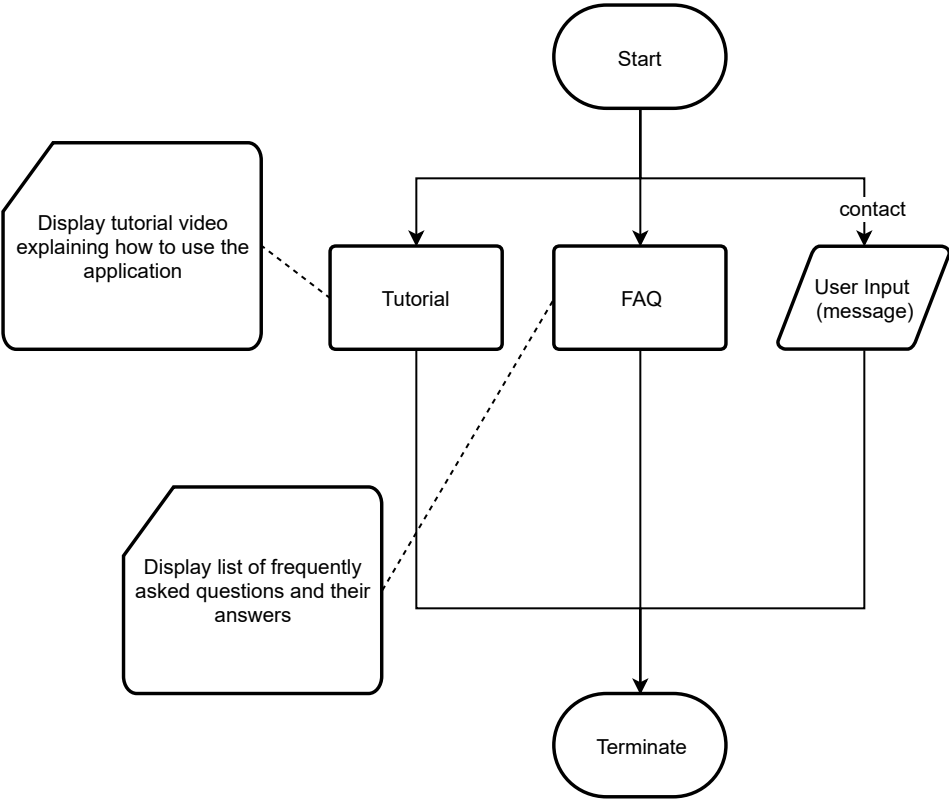 Start
contact
Display tutorial video
explaining how to use the
application
Tutorial
FAQ
User Input
(message)
Display list of frequently
asked questions and their
answers
Terminate